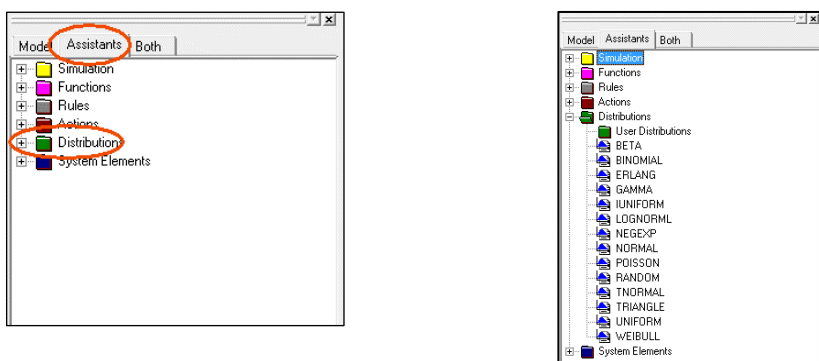 Model Assistants Both
Simulation
Functions
Rules
Actions
Distributions
System Elements
Model Assistants Both
Simulation
Functions
Rules
Actions
Distributions
User Distributions
BETA
BINOMIAL
ERLANG
GAMMA
IUNIFORM
LOGNORML
NEGEXP
NORMAL
POISSON
RANDOM
TNORMAL
TRIANGLE
UNIFORM
WEIBULL
System Elements